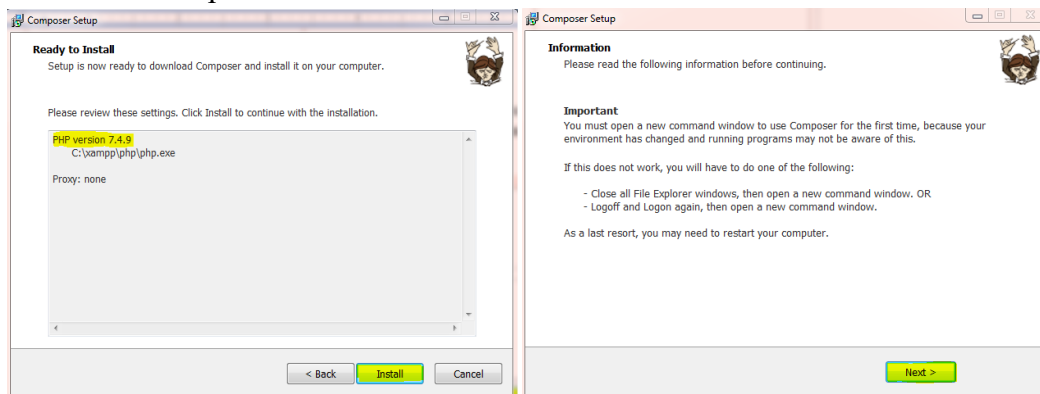 Composer Setup
Ready to Install
Setup is now ready to download Composer and install it on your computer.
Please review these settings. Click Install to continue with the installation.
PHP version 7.4.9
C:\xampp\php\php.exe
Proxy: none
< Back
Install
Cancel
Composer Setup
Information
Please read the following information before continuing.
Important
You must open a new command window to use Composer for the first time, because your
environment has changed and running programs may not be aware of this.
If this does not work, you will have to do one of the following:
- Close all File Explorer windows, then open a new command window. OR
- Logoff and Logon again, then open a new command window.
As a last resort, you may need to restart your computer.
Next >